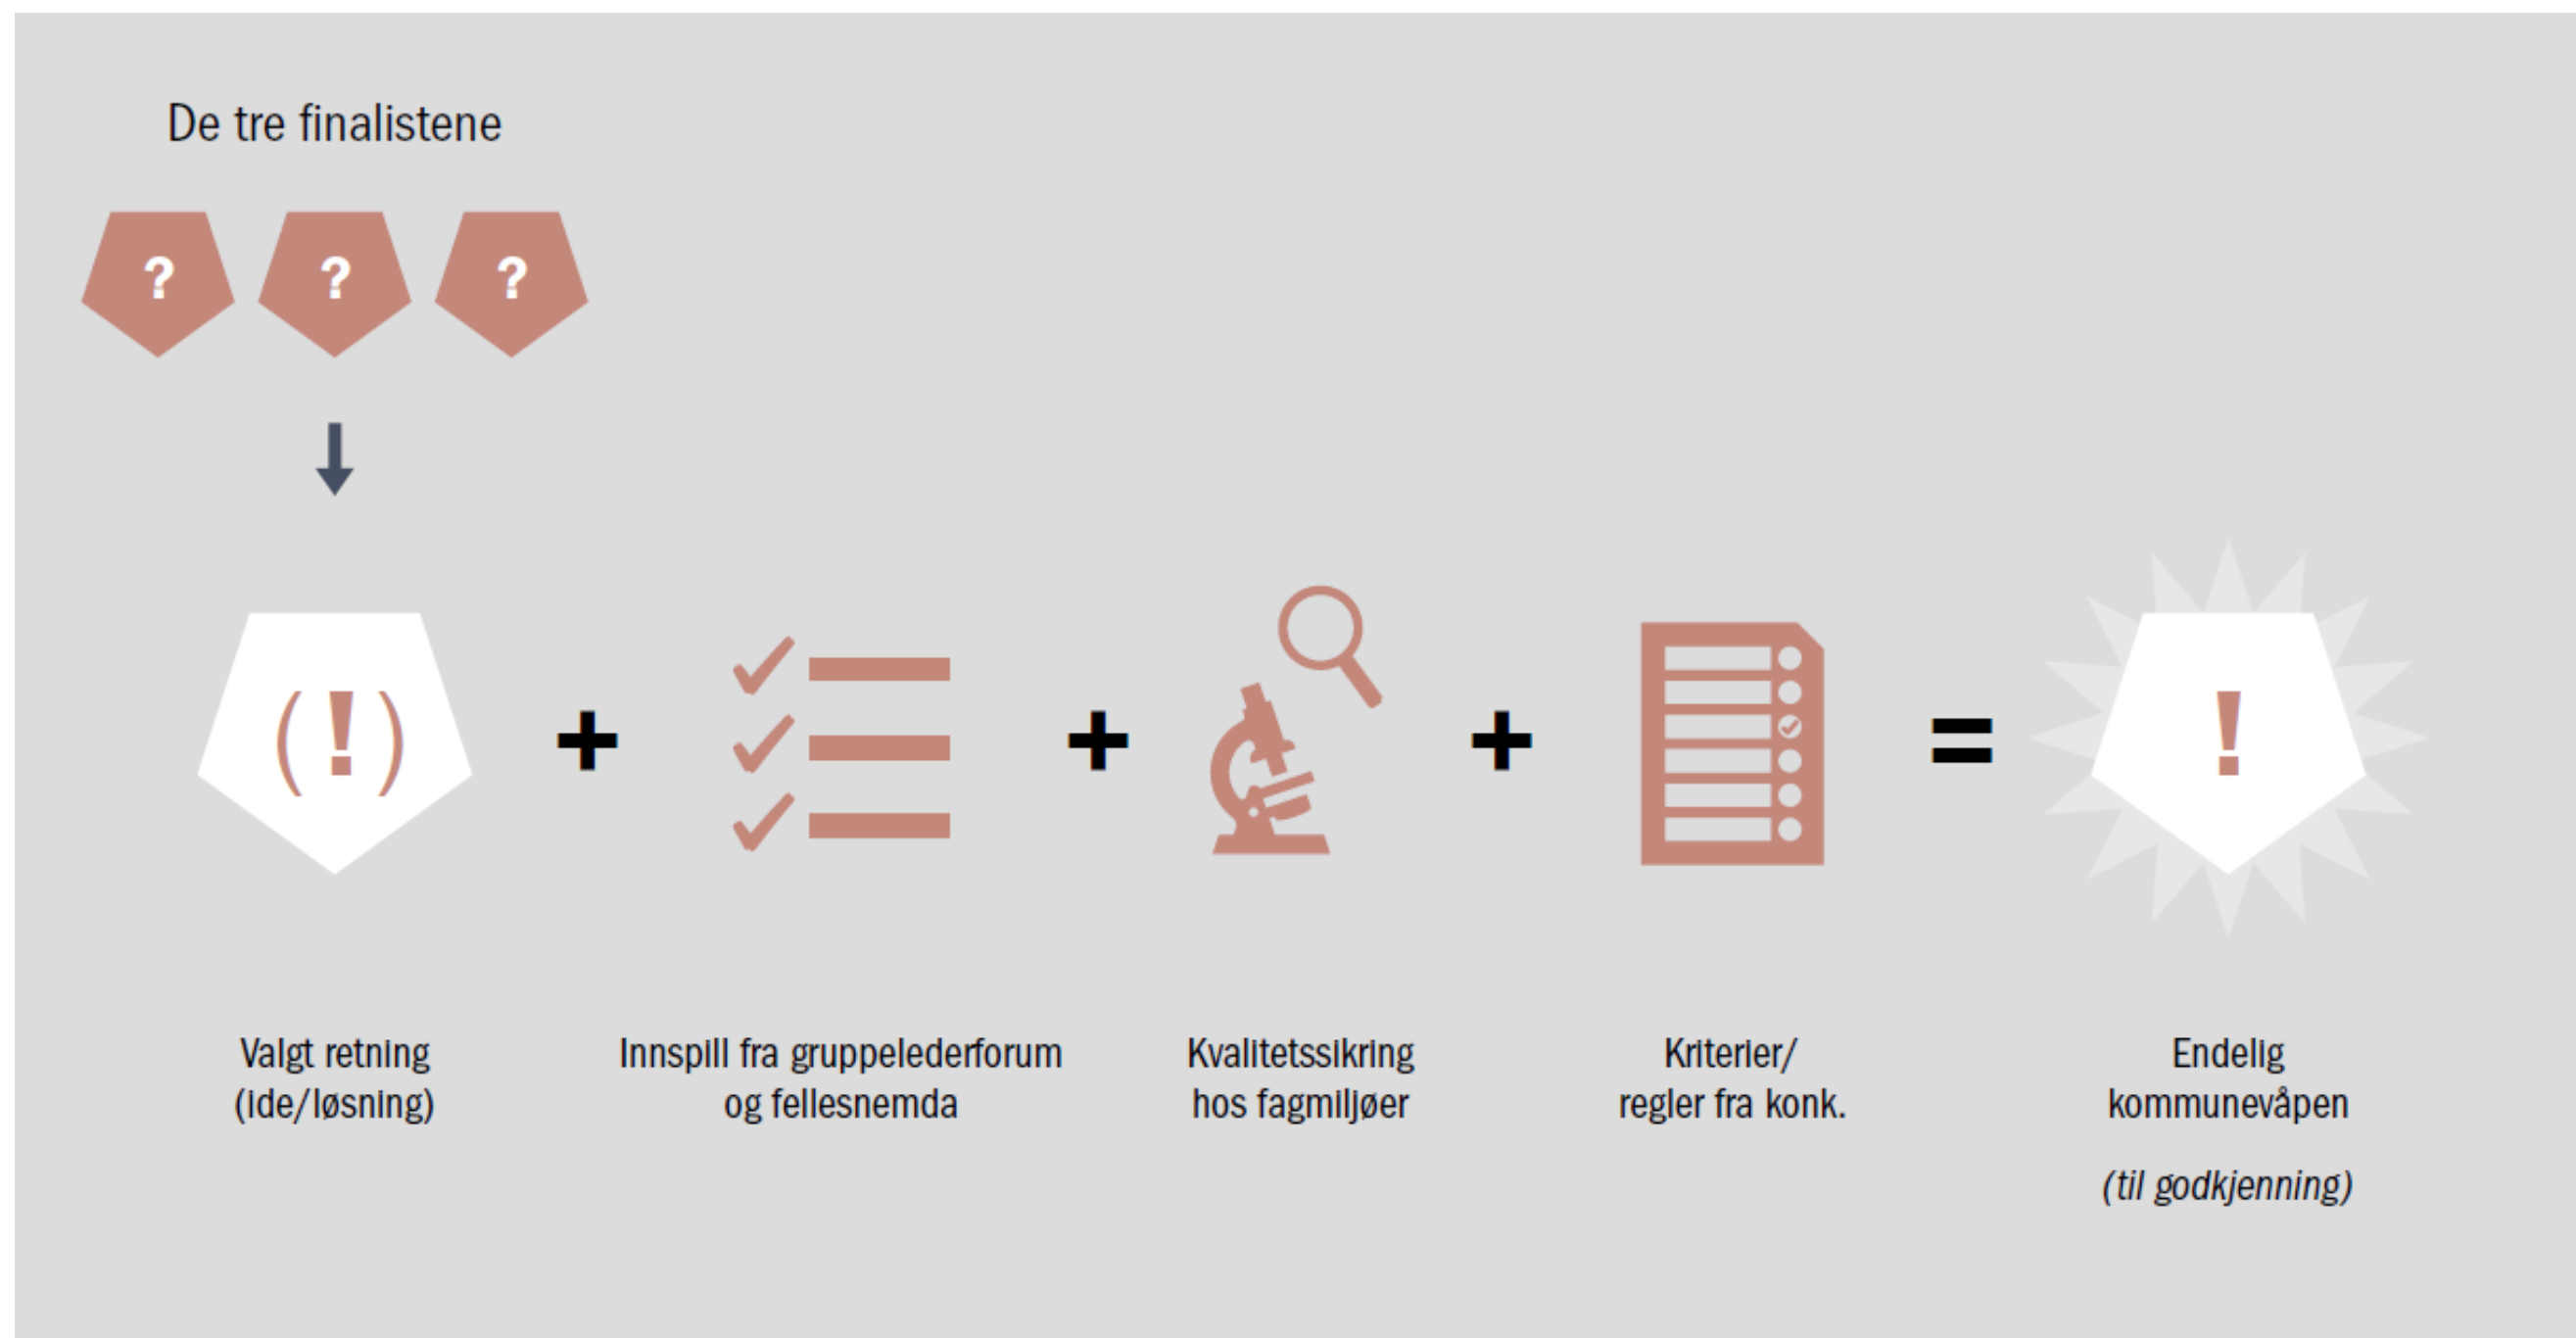 De tre finalistene
? ? ?
(!) + + + = !
Valgt retning
(ide/løsning)
Innspill fra gruppelederforum
og fellesnemda
Kvalitetssikring
hos fagmiljøer
Kriterier/
regler fra konk.
Endelig
kommunevåpen
(til godkjenning)